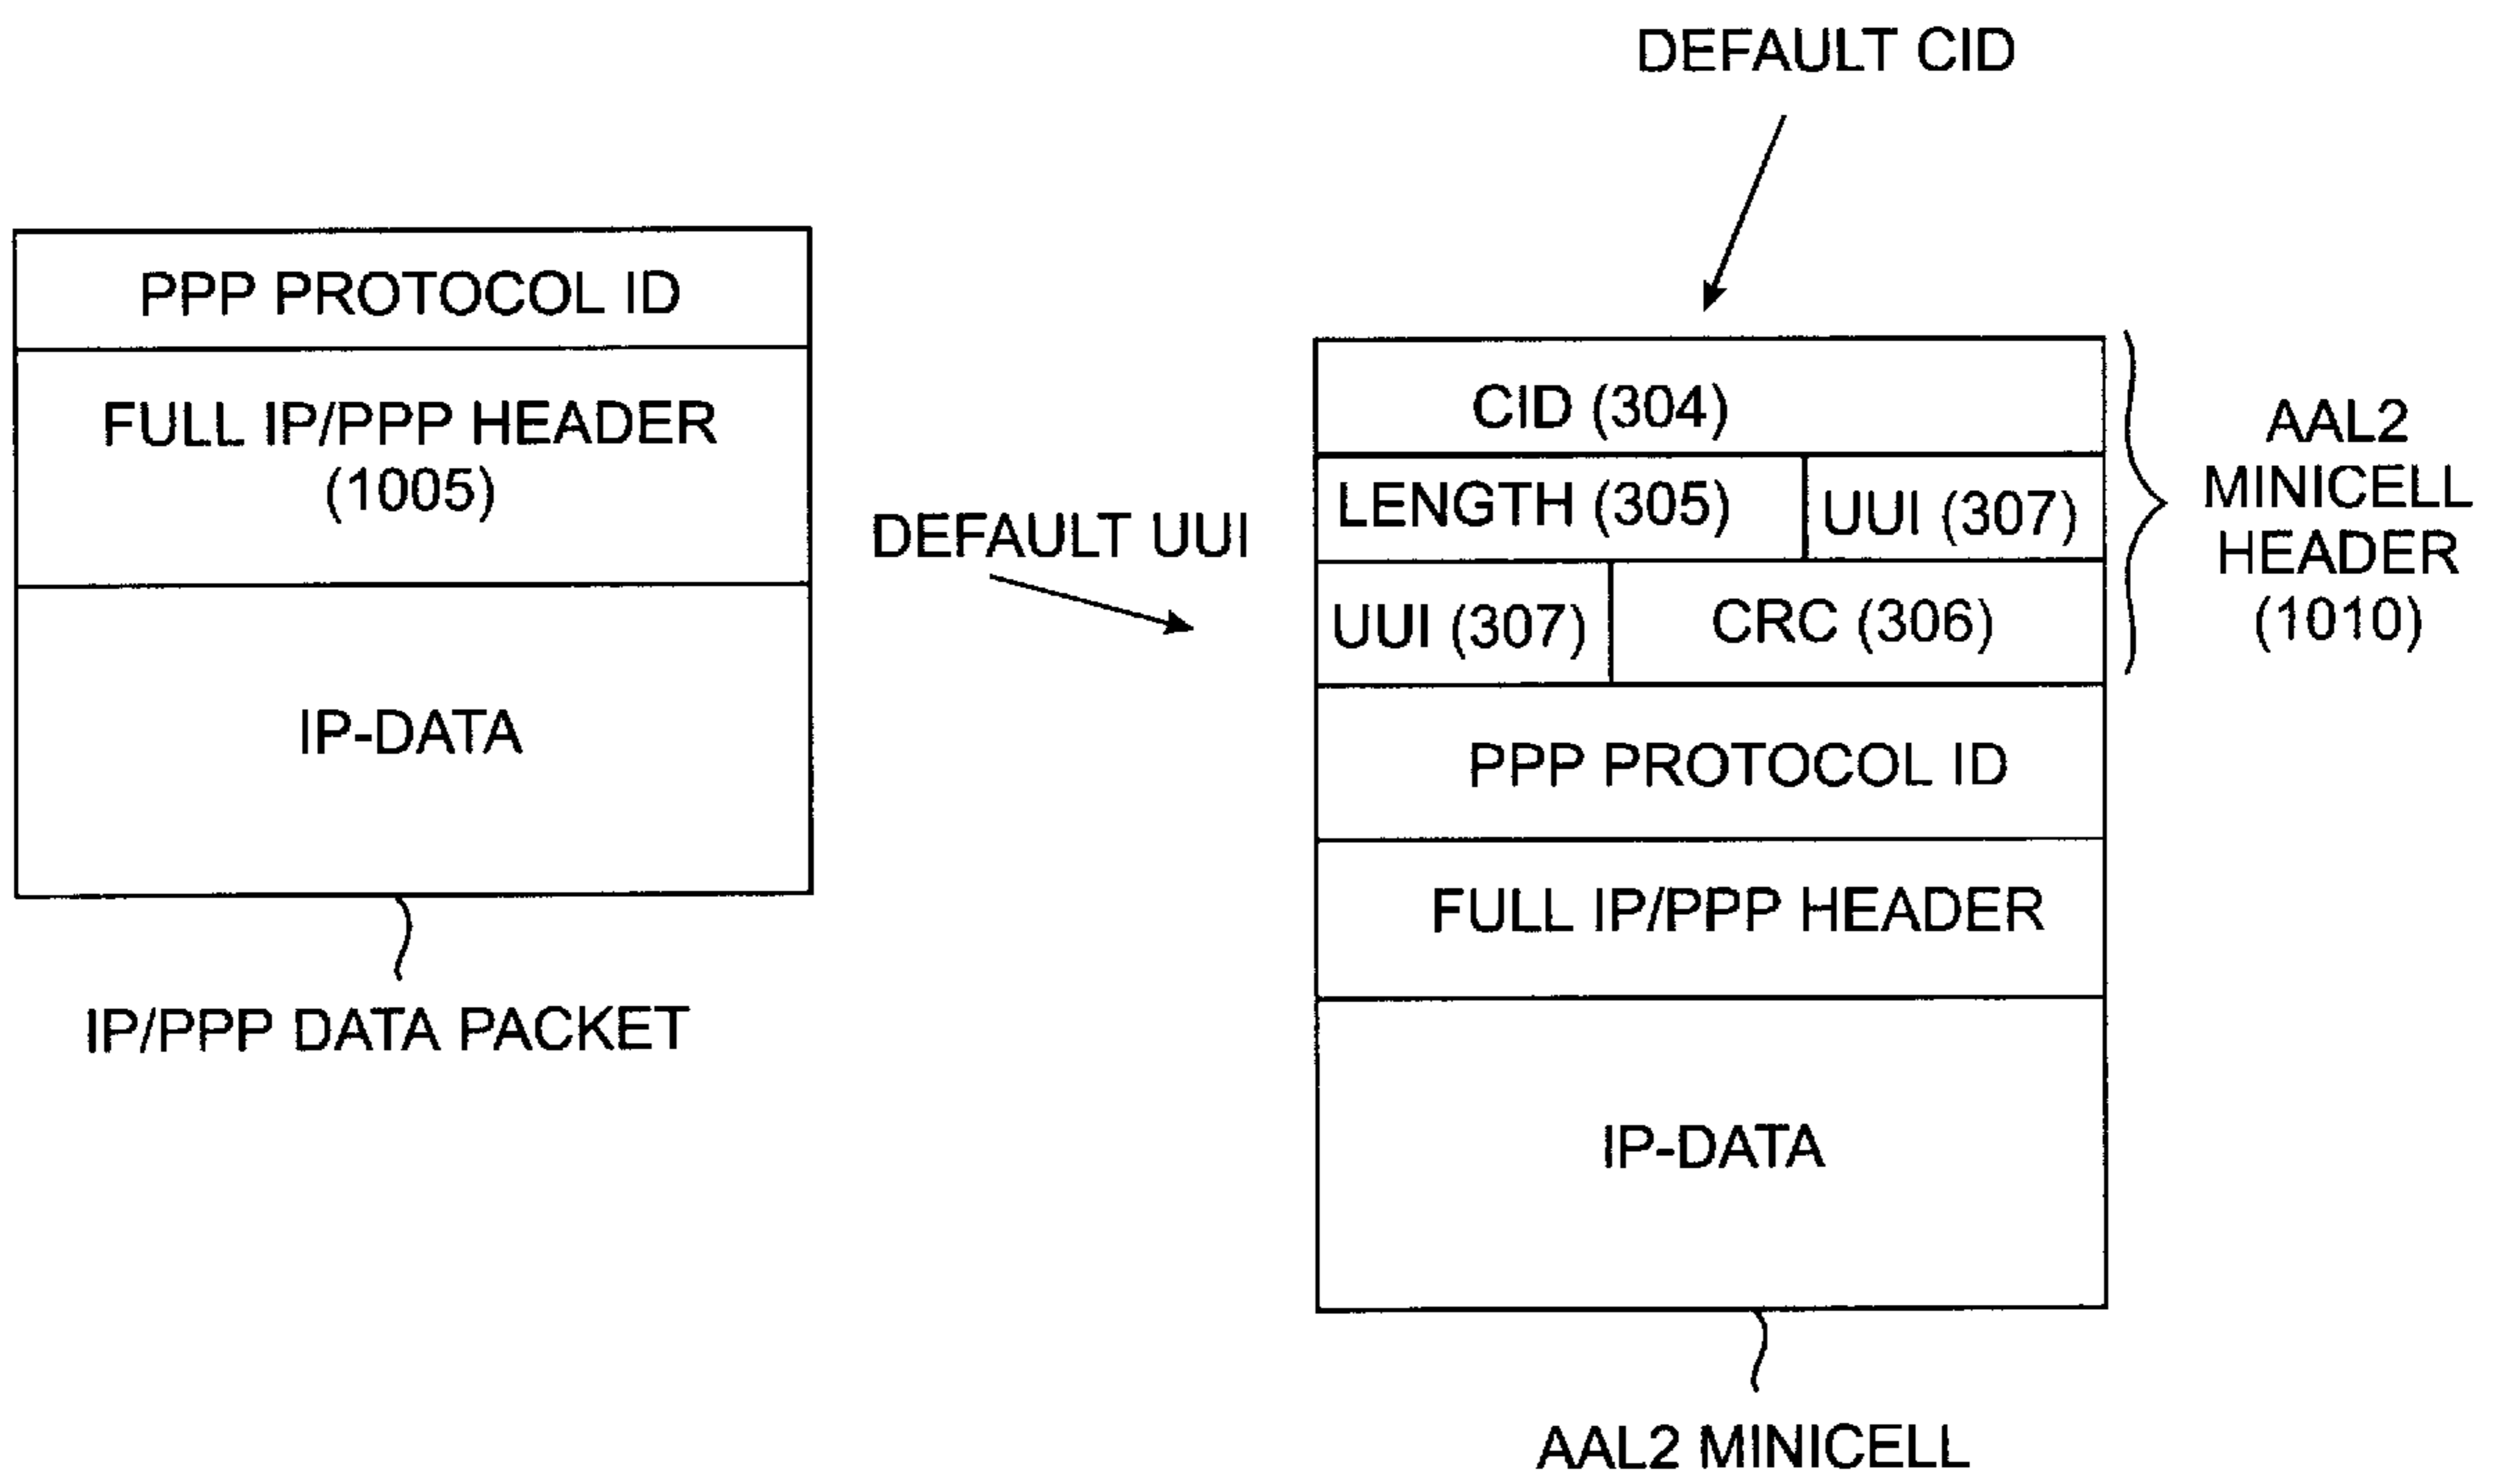 DEFAULT CID
PPP PROTOCOL ID
FULL IP/PPP HEADER
(1005)
IP-DATA
IP/PPP DATA PACKET
DEFAULT UUI
CID (304)
LENGTH (305)
UUI (307)
UUI (307)
CRC (306)
PPP PROTOCOL ID
FULL IP/PPP HEADER
IP-DATA
AAL2 MINICELL
AAL2
MINICELL
HEADER
(1010)